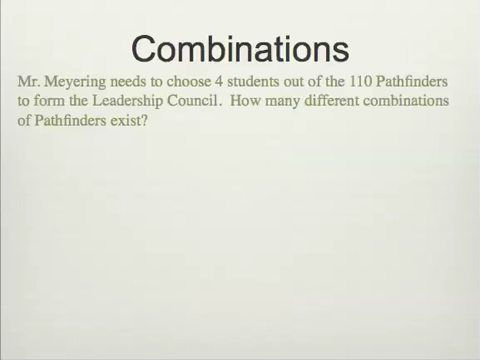 Combinations
Mr. Meyering needs to choose 4 students out of the 110 Pathfinders
to form the Leadership Council.  How many different combinations
of Pathfinders exist?